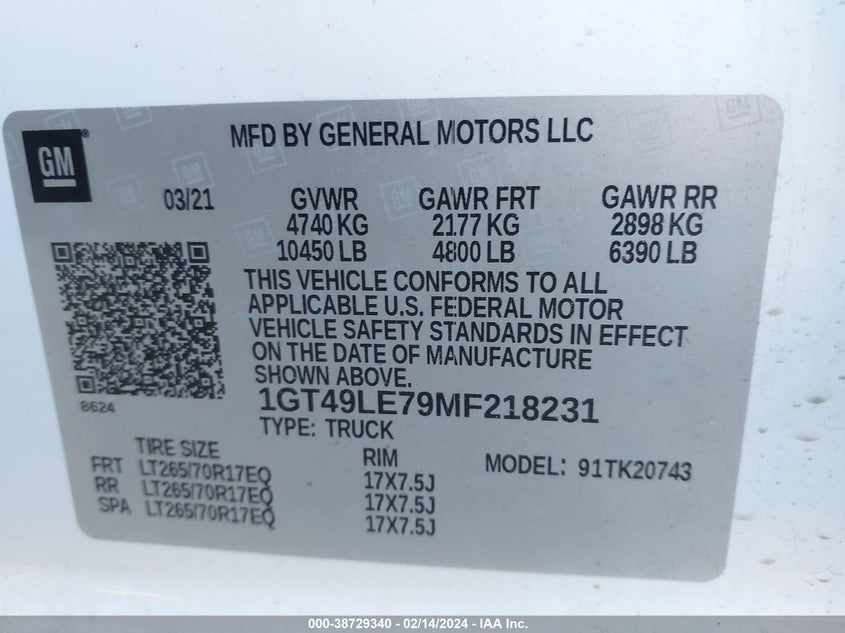 GM®
MFD BY GENERAL MOTORS LLC
03/21 GVWR GAWR FRT GAWR RR
4740 KG 2177 KG 2898 KG
10450 LB 4800 LB 6390 LB
THIS VEHICLE CONFORMS TO ALL
APPLICABLE U.S. FEDERAL MOTOR
VEHICLE SAFETY STANDARDS IN EFFECT
ON THE DATE OF MANUFACTURE
SHOWN ABOVE.
8624
1GT49LE79MF218231
TYPE: TRUCK
TIRE SIZE RIM MODEL: 91TK20743
FRT LT265/70R17EQ 17X7.5J
RR LT265/70R17EQ 17X7.5J
SPA LT265/70R17EQ 17X7.5J
000-38729340 - 02/14/2024 - IAA Inc.